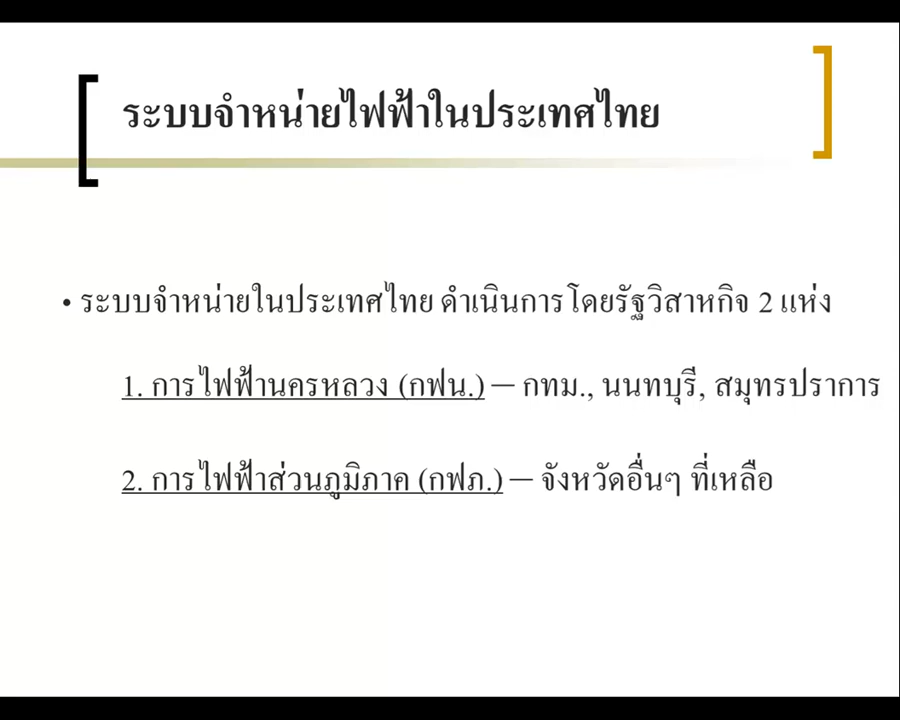 ระบบจำหน่ายไฟฟ้าในประเทศไทย
• ระบบจำหน่ายในประเทศไทย ดำเนินการโดยรัฐวิสาหกิจ 2 แห่ง
1. การไฟฟ้านครหลวง (กฟน.) – กทม., นนทบุรี, สมุทรปราการ
2. การไฟฟ้าส่วนภูมิภาค (กฟภ.) – จังหวัดอื่นๆ ที่เหลือ